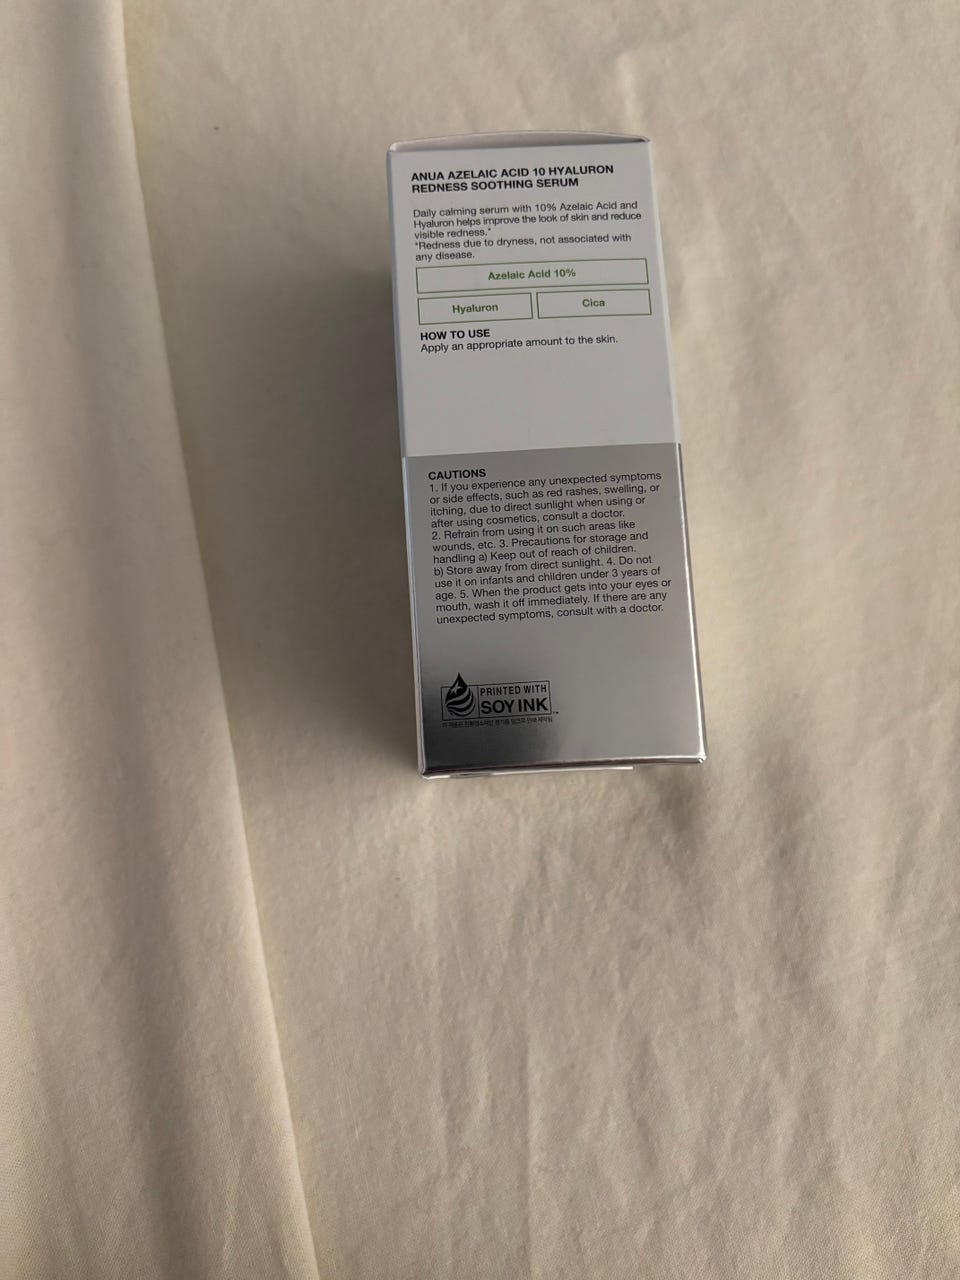 ANUA AZELAIC ACID 10 HYALURON
REDNESS SOOTHING SERUM
Daily calming serum with 10% Azelaic Acid and
Hyaluron helps improve the look of skin and reduce
visible redness.*
*Redness due to dryness, not associated with
any disease.
Azelaic Acid 10%
Hyaluron
Cica
HOW TO USE
Apply an appropriate amount to the skin.
CAUTIONS
1. If you experience any unexpected symptoms
or side effects, such as red rashes, swelling, or
itching, due to direct sunlight when using or
after using cosmetics, consult a doctor.
2. Refrain from using it on such areas like
wounds, etc. 3. Precautions for storage and
handling a) Keep out of reach of children.
b) Store away from direct sunlight. 4. Do not
use it on infants and children under 3 years of
age. 5. When the product gets into your eyes or
mouth, wash it off immediately. If there are any
unexpected symptoms, consult with a doctor.
PRINTED WITH
SOY INK™